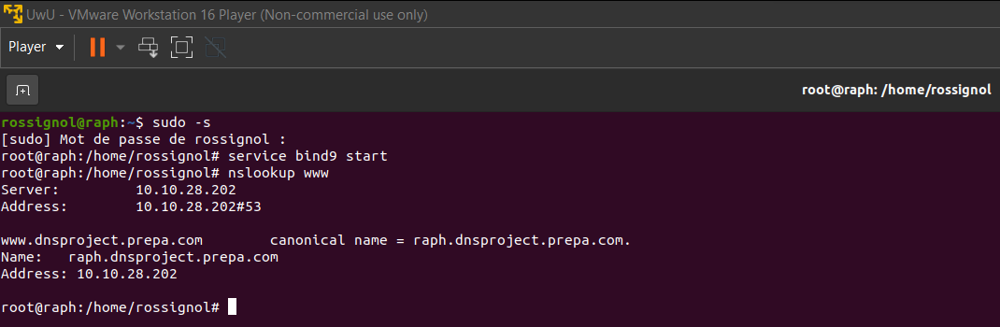 UwU - VMware Workstation 16 Player (Non-commercial use only)
Player
root@raph: /home/rossignol
rossignol@raph:~$ sudo -s
[sudo] Mot de passe de rossignol :
root@raph:/home/rossignol# service bind9 start
root@raph:/home/rossignol# nslookup www
Server:         10.10.28.202
Address:        10.10.28.202#53
www.dnsproject.prepa.com        canonical name = raph.dnsproject.prepa.com.
Name:   raph.dnsproject.prepa.com
Address: 10.10.28.202
root@raph:/home/rossignol#